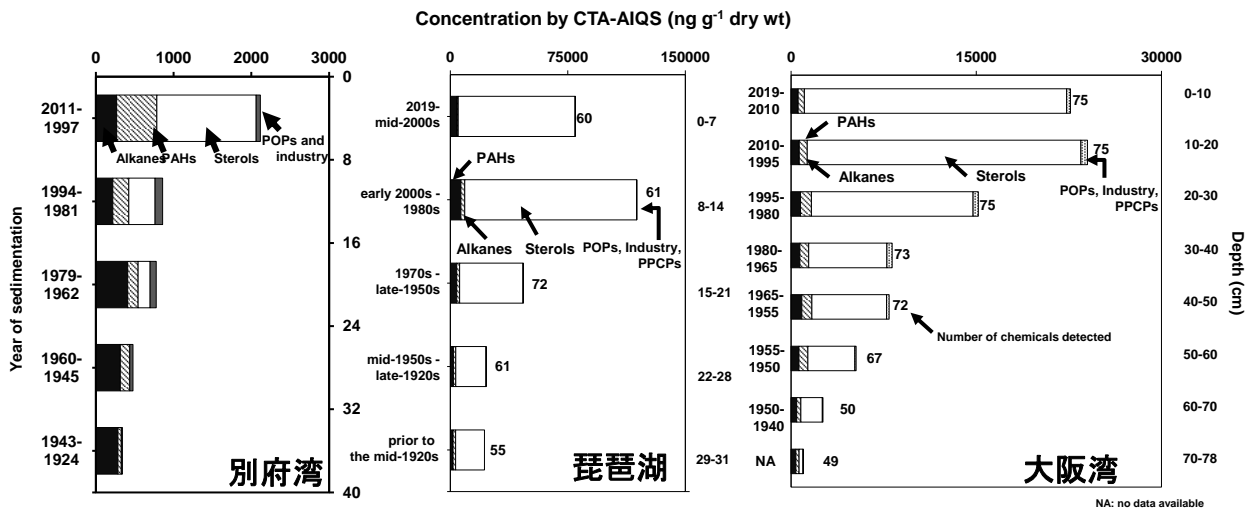 Concentration by CTA-AIQS (ng g-1 dry wt)
Year of sedimentation
0 1000 2000 3000
2011-
1997
Alkanes PAHs Sterols POPs and
industry
1994-
1981
1979-
1962
1960-
1945
1943-
1924
0
8
16
24
32
40
別府湾
0 75000 150000
2019-
mid-2000s
60
0-7
PAHs
early 2000s -
1980s
61
8-14
Alkanes Sterols POPs, Industry,
PPCPs
1970s -
late-1950s
72
15-21
mid-1950s -
late-1920s
61
22-28
prior to
the mid-1920s
55
29-31
琵琶湖
0 15000 30000
2019-
2010
75
0-10
PAHs
2010-
1995
75
10-20
Alkanes Sterols POPs, Industry,
PPCPs
1995-
1980
75
20-30
1980-
1965
73
30-40
1965-
1955
72
40-50
Number of chemicals detected
1955-
1950
67
50-60
1950-
1940
50
60-70
NA
49
70-78
大阪湾
Depth (cm)
NA: no data available